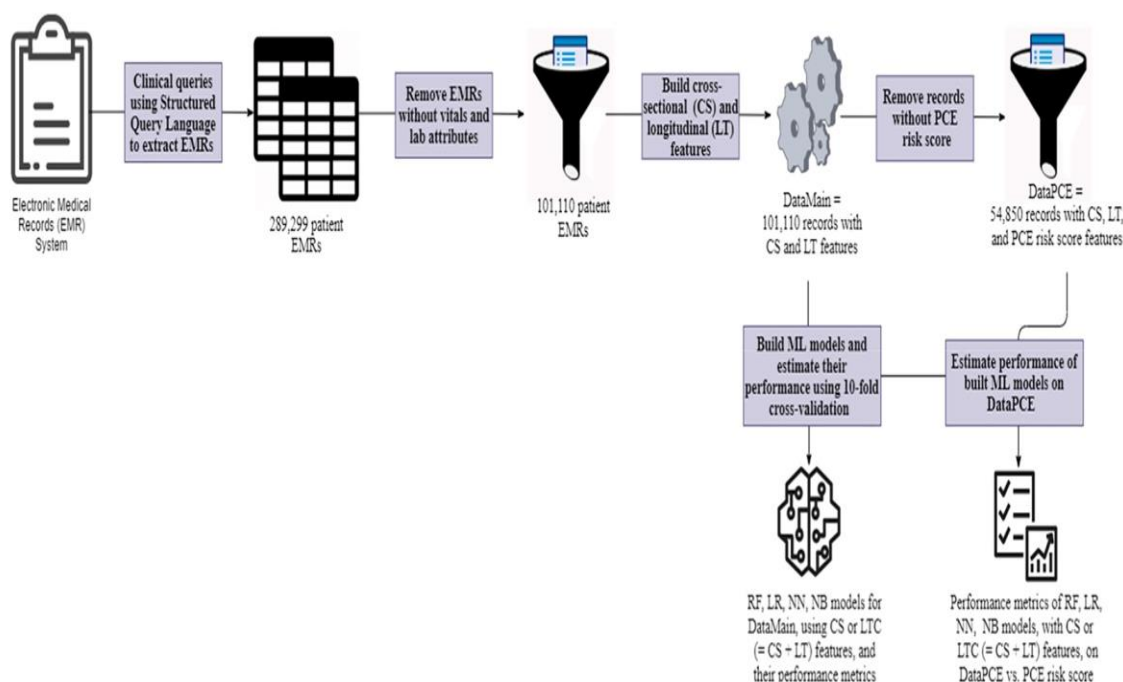 Electronic Medical
Records (EMR)
System
Clinical queries
using Structured
Query Language
to extract EMRs
289,299 patient
EMRs
Remove EMRs
without vitals and
lab attributes
101,110 patient
EMRs
Build cross-
sectional (CS) and
longitudinal (LT)
features
DataMain =
101,110 records with
CS and LT features
Remove records
without PCE
risk score
DataPCE =
54,850 records with CS, LT,
and PCE risk score features
Build ML models and
estimate their
performance using 10-fold
cross-validation
Estimate performance of
built ML models on
DataPCE
RF, LR, NN, NB models for
DataMain, using CS or LTC
(= CS + LT) features, and
their performance metrics
Performance metrics of RF, LR,
NN, NB models, with CS or
LTC (= CS + LT) features, on
DataPCE vs. PCE risk score